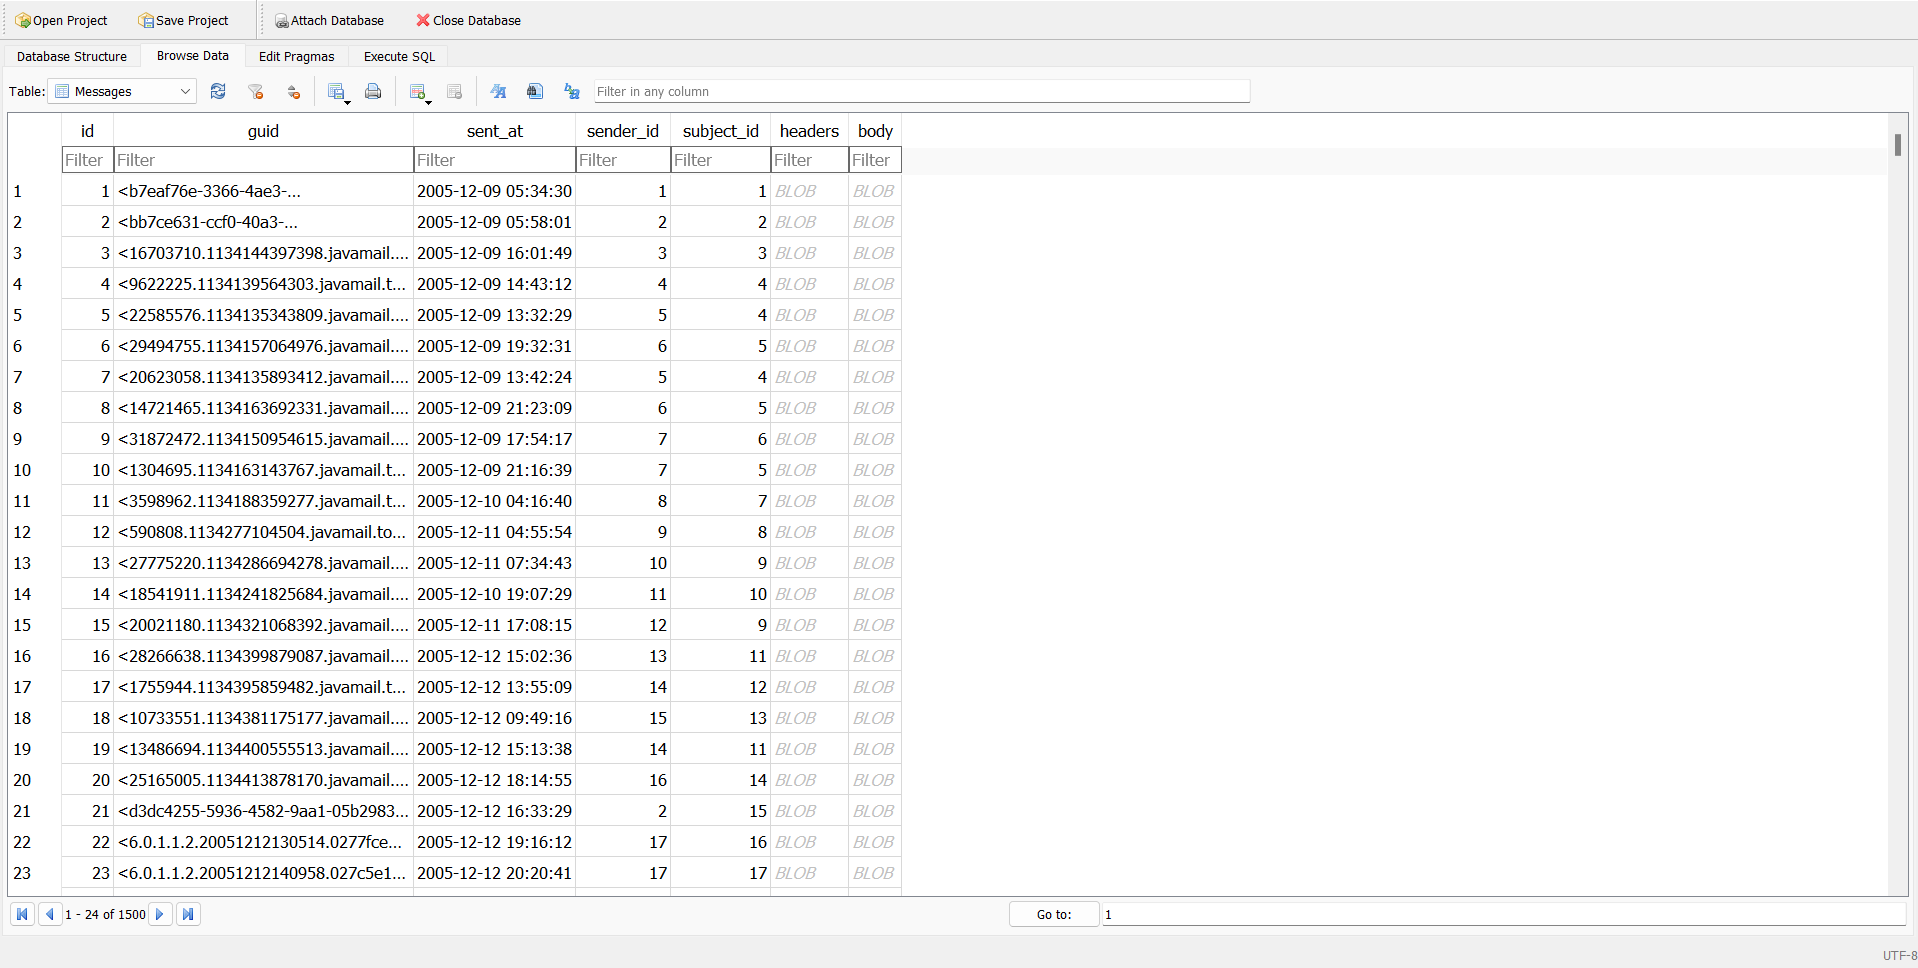 Open Project Save Project Attach Database Close Database
Database Structure Browse Data Edit Pragmas Execute SQL
Table: Messages Filter in any column
id guid sent_at sender_id subject_id headers body
Filter Filter Filter Filter Filter Filter Filter
1 1 <b7eaf76e-3366-4ae3-... 2005-12-09 05:34:30 1 1 BLOB BLOB
2 2 <bb7ce631-ccf0-40a3-... 2005-12-09 05:58:01 2 2 BLOB BLOB
3 3 <16703710.1134144397398.javamail.... 2005-12-09 16:01:49 3 3 BLOB BLOB
4 4 <9622225.1134139564303.javamail.t... 2005-12-09 14:43:12 4 4 BLOB BLOB
5 5 <22585576.1134135343809.javamail.... 2005-12-09 13:32:29 5 4 BLOB BLOB
6 6 <29494755.1134157064976.javamail.... 2005-12-09 19:32:31 6 5 BLOB BLOB
7 7 <20623058.1134135893412.javamail.... 2005-12-09 13:42:24 5 4 BLOB BLOB
8 8 <14721465.1134163692331.javamail.... 2005-12-09 21:23:09 6 5 BLOB BLOB
9 9 <31872472.1134150954615.javamail.... 2005-12-09 17:54:17 7 6 BLOB BLOB
10 10 <1304695.1134163143767.javamail.t... 2005-12-09 21:16:39 7 5 BLOB BLOB
11 11 <3598962.1134188359277.javamail.t... 2005-12-10 04:16:40 8 7 BLOB BLOB
12 12 <590808.1134277104504.javamail.to... 2005-12-11 04:55:54 9 8 BLOB BLOB
13 13 <27775220.1134286694278.javamail.... 2005-12-11 07:34:43 10 9 BLOB BLOB
14 14 <18541911.1134241825684.javamail.... 2005-12-10 19:07:29 11 10 BLOB BLOB
15 15 <20021180.1134321068392.javamail.... 2005-12-11 17:08:15 12 9 BLOB BLOB
16 16 <28266638.1134399879087.javamail.... 2005-12-12 15:02:36 13 11 BLOB BLOB
17 17 <1755944.1134395859482.javamail.t... 2005-12-12 13:55:09 14 12 BLOB BLOB
18 18 <10733551.1134381175177.javamail.... 2005-12-12 09:49:16 15 13 BLOB BLOB
19 19 <13486694.1134400555513.javamail.... 2005-12-12 15:13:38 14 11 BLOB BLOB
20 20 <25165005.1134413878170.javamail.... 2005-12-12 18:14:55 16 14 BLOB BLOB
21 21 <d3dc4255-5936-4582-9aa1-05b2983... 2005-12-12 16:33:29 2 15 BLOB BLOB
22 22 <6.0.1.1.2.20051212130514.0277fce... 2005-12-12 19:16:12 17 16 BLOB BLOB
23 23 <6.0.1.1.2.20051212140958.027c5e1... 2005-12-12 20:20:41 17 17 BLOB BLOB
1 - 24 of 1500 Go to: 1
UTF-8